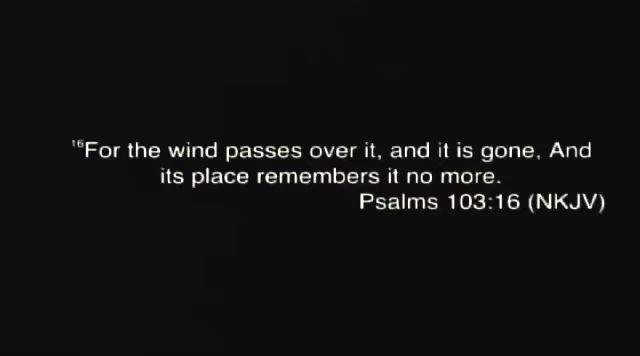 ¹⁶For the wind passes over it, and it is gone, And
its place remembers it no more.
Psalms 103:16 (NKJV)